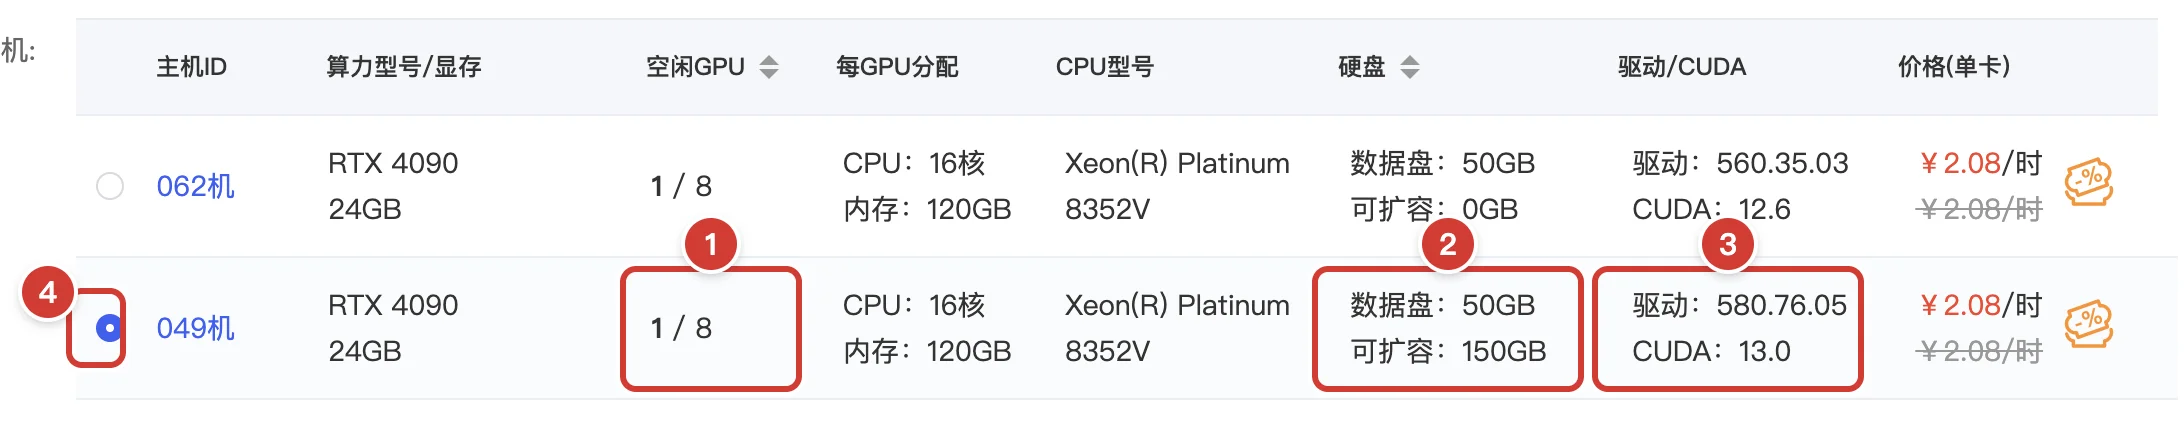 机:
主机ID 算力型号/显存 空闲GPU 每GPU分配 CPU型号 硬盘 驱动/CUDA 价格(单卡)
062机
RTX 4090
24GB
1 / 8
CPU：16核
内存：120GB
Xeon(R) Platinum
8352V
数据盘：50GB
可扩容：0GB
驱动：560.35.03
CUDA：12.6
￥2.08/时
￥2.08/时
%
1
2
3
4
049机
RTX 4090
24GB
1 / 8
CPU：16核
内存：120GB
Xeon(R) Platinum
8352V
数据盘：50GB
可扩容：150GB
驱动：580.76.05
CUDA：13.0
￥2.08/时
￥2.08/时
%